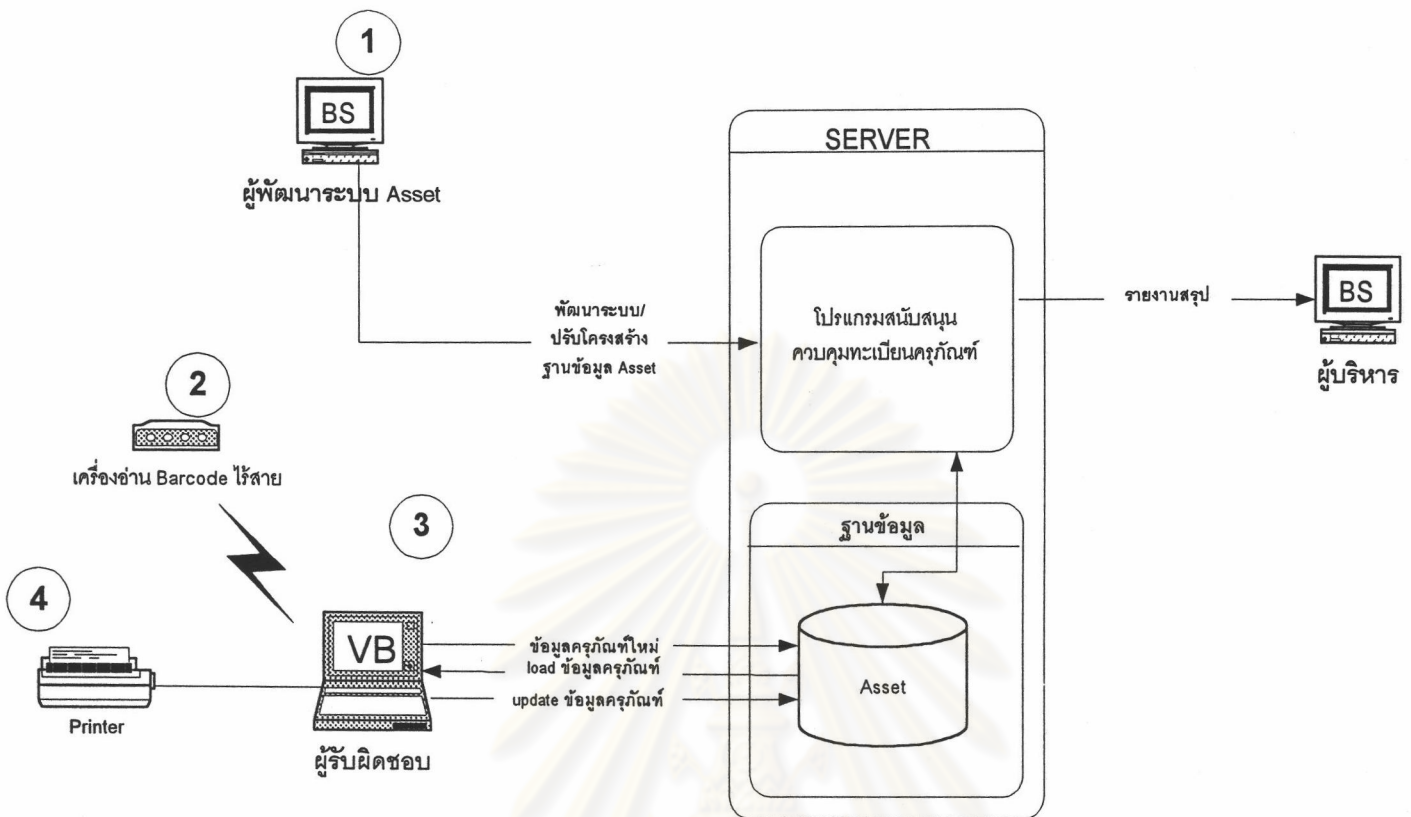 1
BS
ผู้พัฒนาระบบ Asset
SERVER
พัฒนาระบบ/
ปรับโครงสร้าง
ฐานข้อมูล Asset
โปรแกรมสนับสนุน
ควบคุมทะเบียนครุภัณฑ์
รายงานสรุป
BS
ผู้บริหาร
2
เครื่องอ่าน Barcode ไร้สาย
3
ฐานข้อมูล
4
Printer
VB
ผู้รับผิดชอบ
ข้อมูลครุภัณฑ์ใหม่
load ข้อมูลครุภัณฑ์
update ข้อมูลครุภัณฑ์
Asset